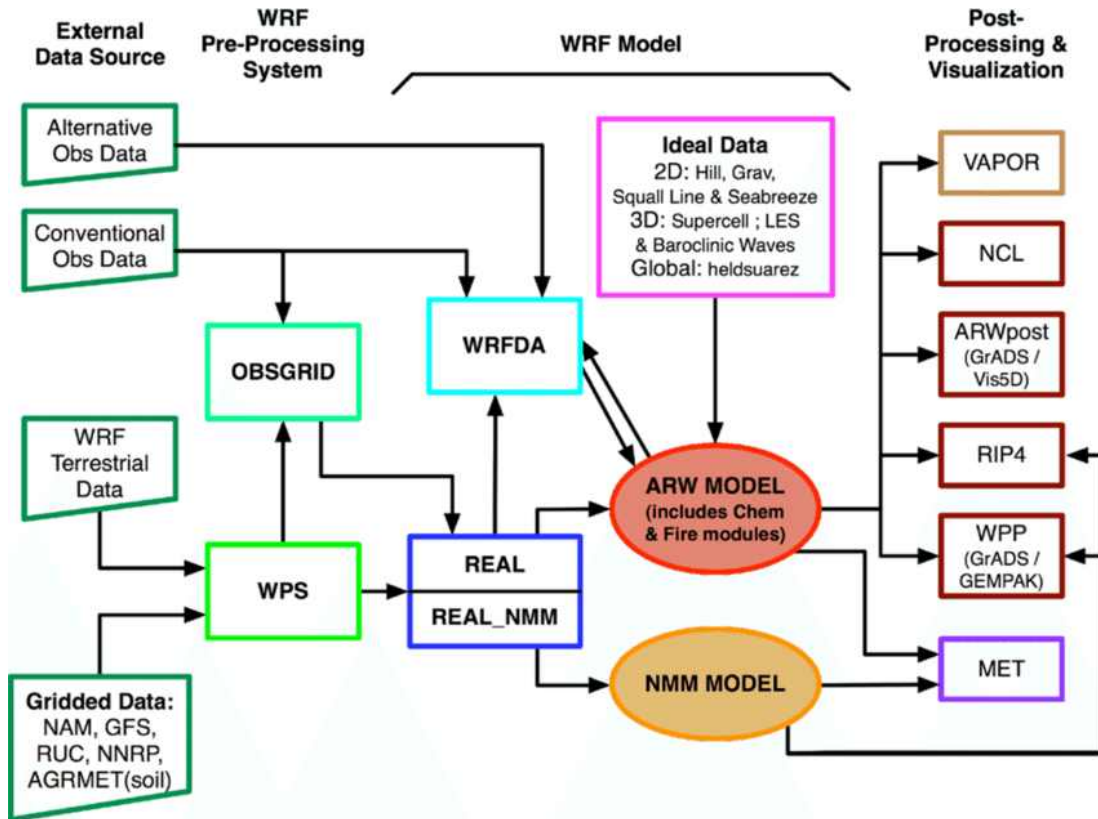 External
Data Source
WRF
Pre-Processing
System
WRF Model
Post-
Processing &
Visualization
Alternative
Obs Data
Conventional
Obs Data
WRF
Terrestrial
Data
Gridded Data:
NAM, GFS,
RUC, NNRP,
AGRMET(soil)
OBSGRID
WPS
WRFDA
REAL
REAL_NMM
Ideal Data
2D: Hill, Grav,
Squall Line & Seabreeze
3D: Supercell ; LES
& Baroclinic Waves
Global: heldsuarez
ARW MODEL
(includes Chem
& Fire modules)
NMM MODEL
VAPOR
NCL
ARWpost
(GrADS /
Vis5D)
RIP4
WPP
(GrADS /
GEMPAK)
MET